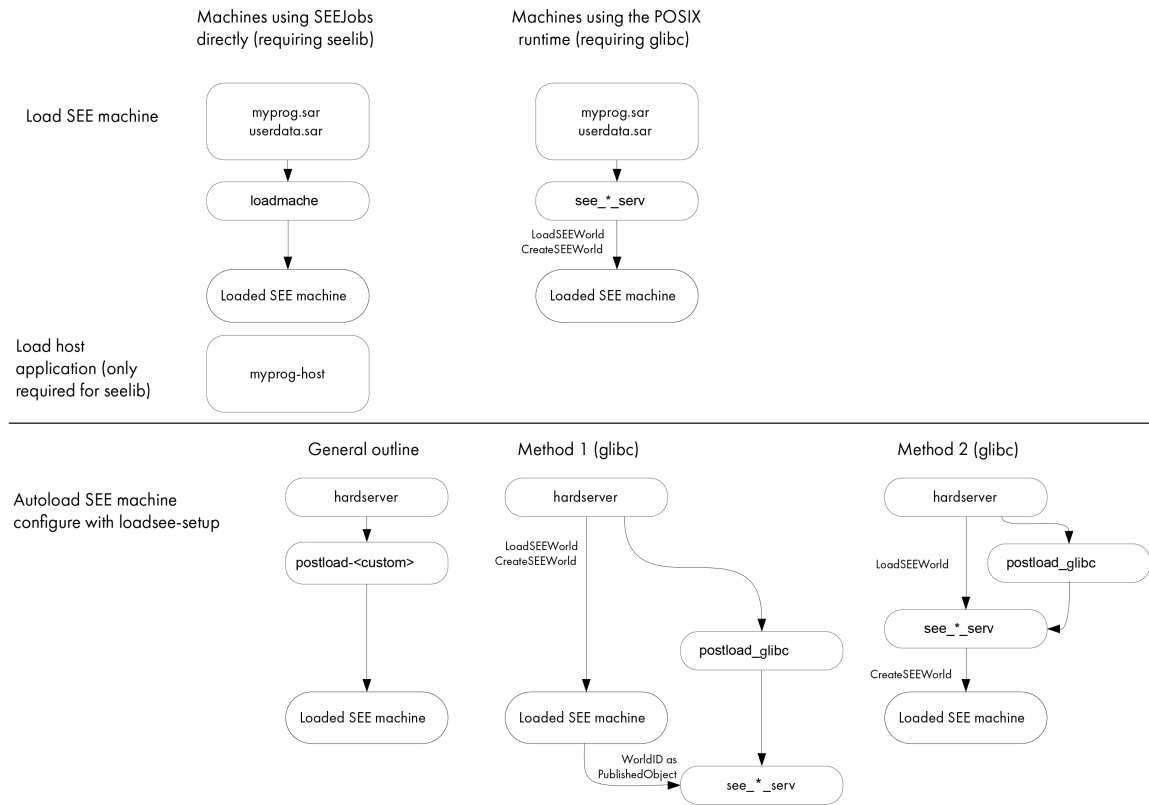 Machines using SEEJobs
directly (requiring seelib)
Machines using the POSIX
runtime (requiring glibc)
Load SEE machine
myprog.sar
userdata.sar
myprog.sar
userdata.sar
loadmache
see_*_serv
LoadSEEWorld
CreateSEEWorld
Loaded SEE machine
Loaded SEE machine
Load host
application (only
required for seelib)
myprog-host
General outline
Method 1 (glibc)
Method 2 (glibc)
Autoload SEE machine
configure with loadsee-setup
hardserver
hardserver
hardserver
postload-<custom>
LoadSEEWorld
CreateSEEWorld
LoadSEEWorld
postload_glibc
see_*_serv
postload_glibc
CreateSEEWorld
Loaded SEE machine
Loaded SEE machine
Loaded SEE machine
WorldID as
PublishedObject
see_*_serv